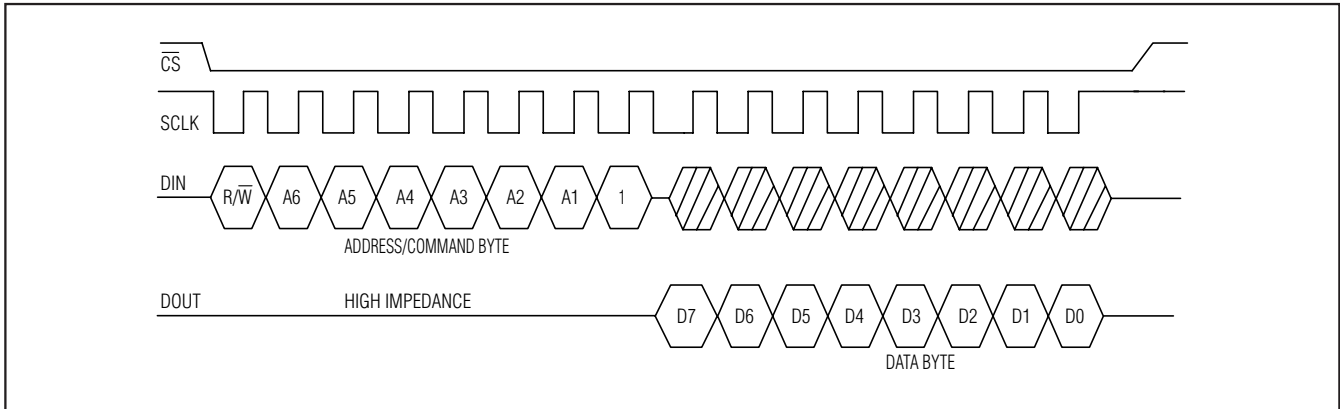 C̅S̅
SCLK
DIN
R/W̅ A6 A5 A4 A3 A2 A1 1
ADDRESS/COMMAND BYTE
DOUT HIGH IMPEDANCE D7 D6 D5 D4 D3 D2 D1 D0
DATA BYTE